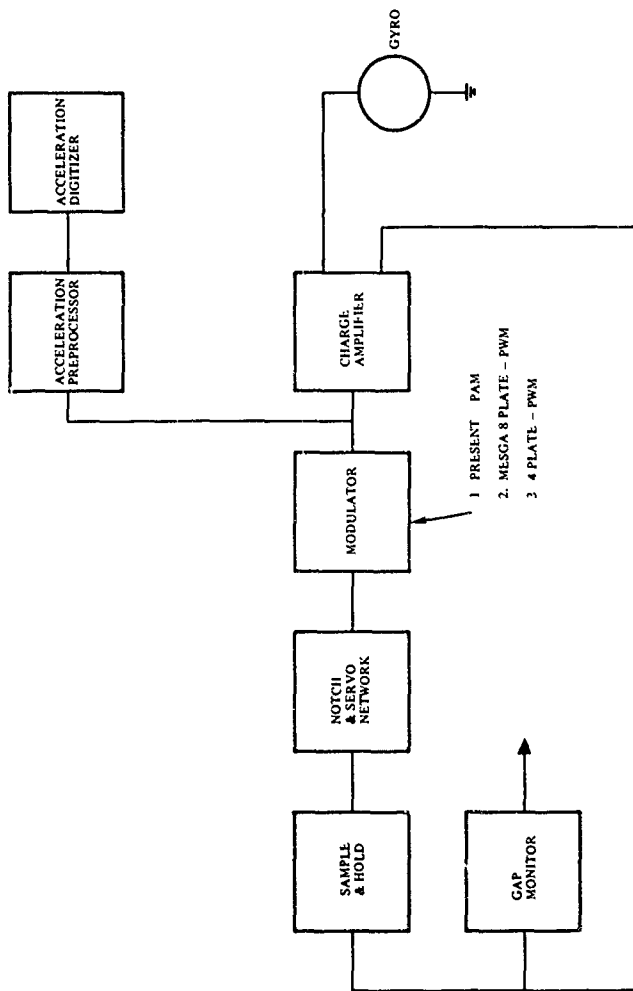 ACCELERATION
DIGITIZER
ACCELERATION
PREPROCESSOR
GYRO
CHARGE
AMPLIFIER
MODULATOR
1 PRESENT PAM
2. MESGA 8 PLATE – PWM
3 4 PLATE – PWM
NOTCH
& SERVO
NETWORK
SAMPLE
& HOLD
GAP
MONITOR